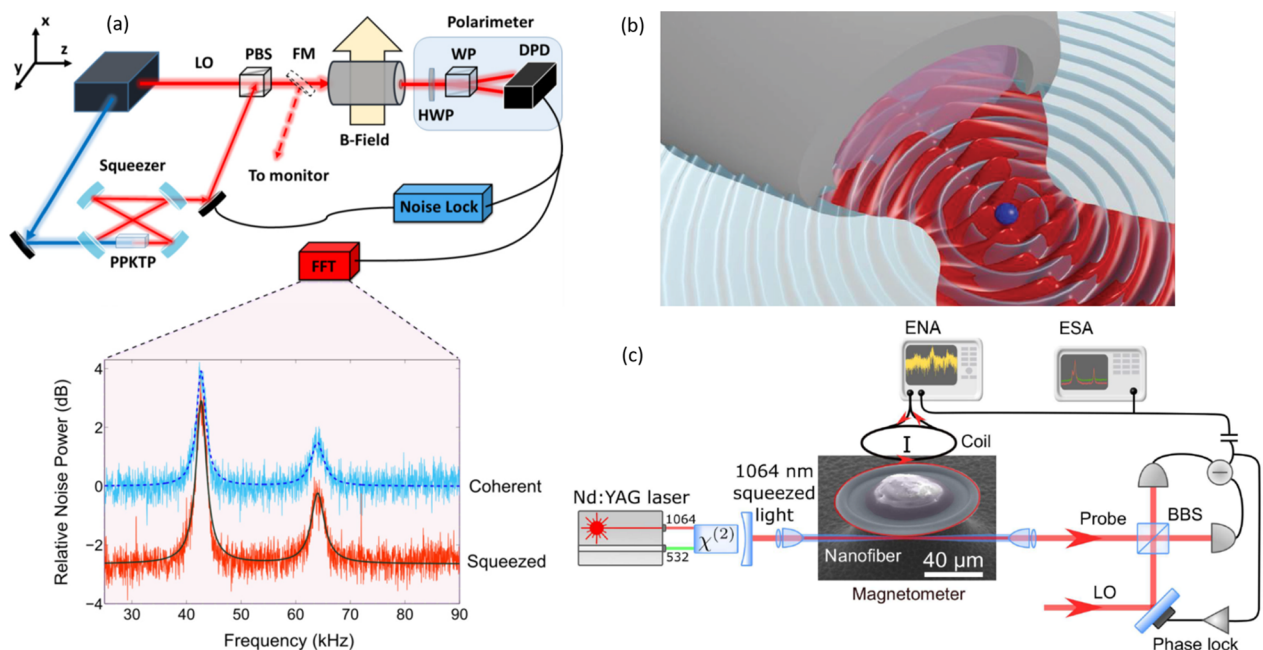 (a)
x
z
y
LO
PBS
FM
Polarimeter
WP
DPD
HWP
B-Field
Squeezer
To monitor
Noise Lock
PPKTP
FFT
Relative Noise Power (dB)
4
2
0
−2
−4
Coherent
Squeezed
30
40
50
60
70
80
90
Frequency (kHz)
(b)
(c)
ENA
ESA
I
Coil
1064 nm
squeezed
light
Nd:YAG laser
1064
532
χ(2)
Nanofiber
40 μm
Magnetometer
Probe
BBS
LO
Phase lock